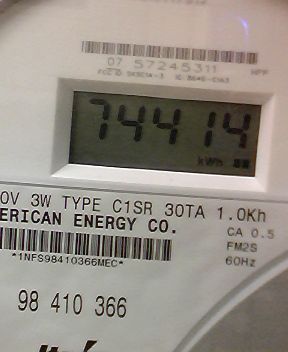 07 57245311
74414
kWh
0V 3W TYPE C1SR 30TA 1.0Kh
ERICAN ENERGY CO.
CA 0.5
FM2S
*1NFS98410366MEC*
60Hz
98 410 366